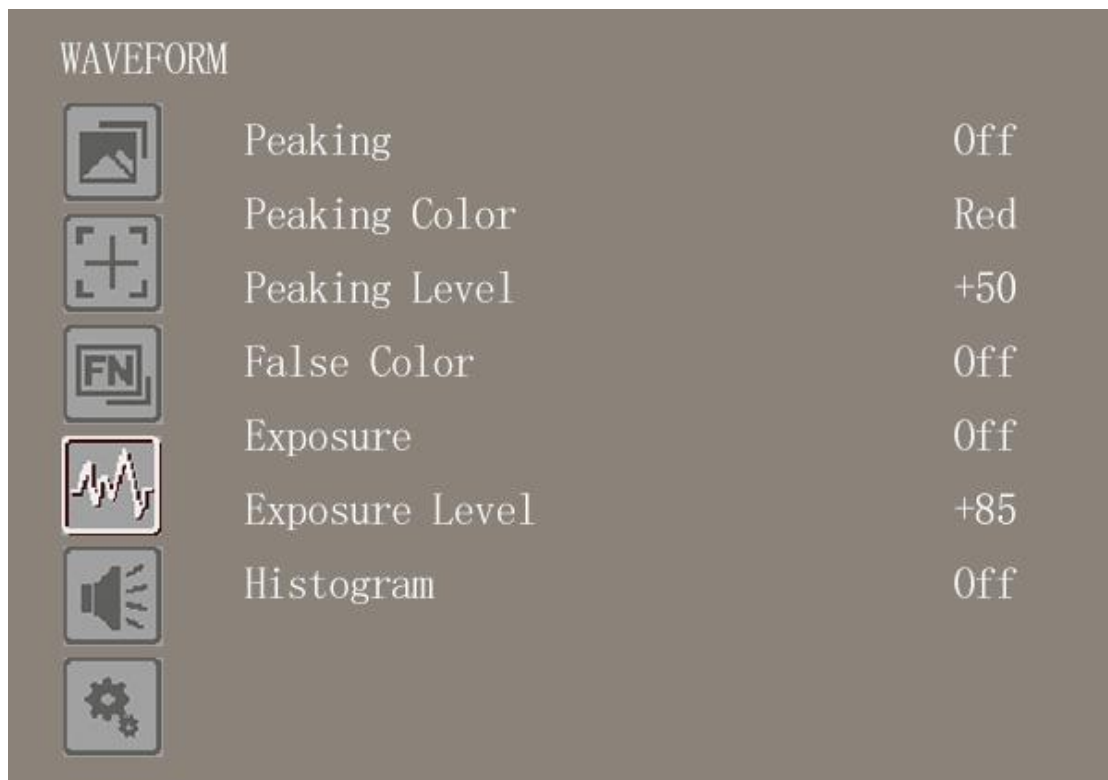 WAVEFORM
Peaking Off
Peaking Color Red
Peaking Level +50
FN
False Color Off
Exposure Off
Exposure Level +85
Histogram Off